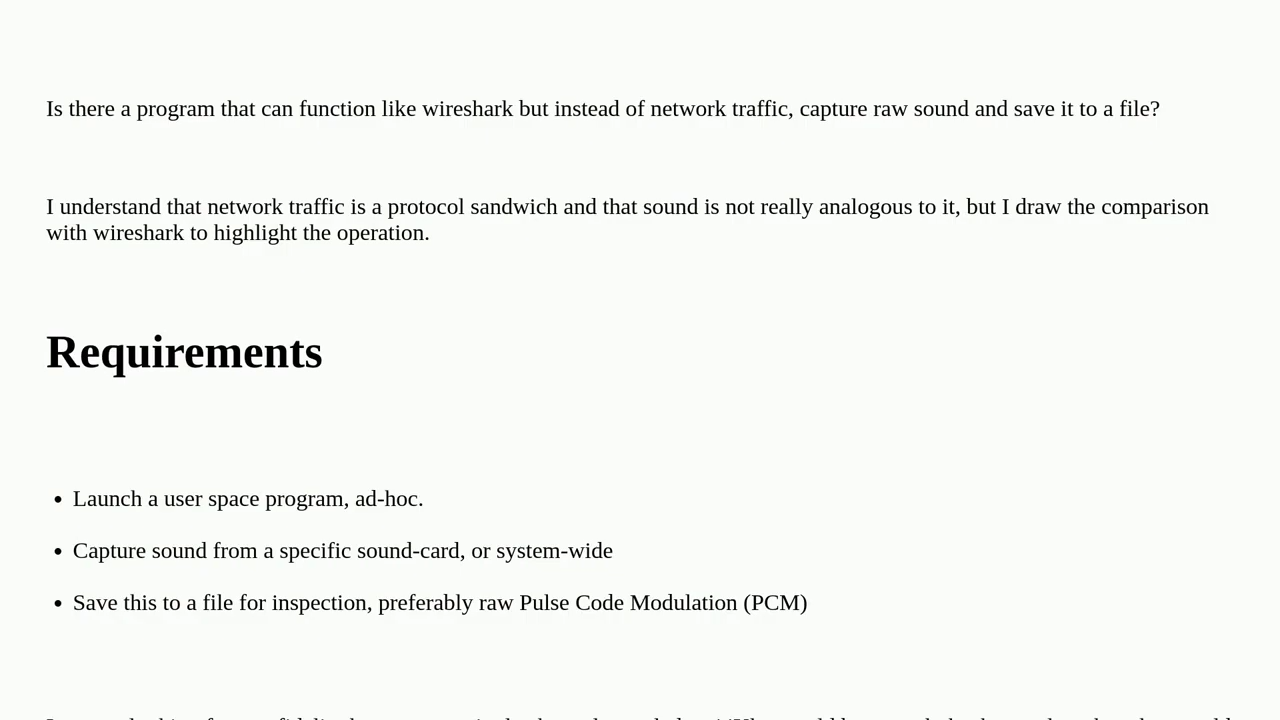 Is there a program that can function like wireshark but instead of network traffic, capture raw sound and save it to a file?
I understand that network traffic is a protocol sandwich and that sound is not really analogous to it, but I draw the comparison
with wireshark to highlight the operation.
Requirements
• Launch a user space program, ad-hoc.
• Capture sound from a specific sound-card, or system-wide
• Save this to a file for inspection, preferably raw Pulse Code Modulation (PCM)